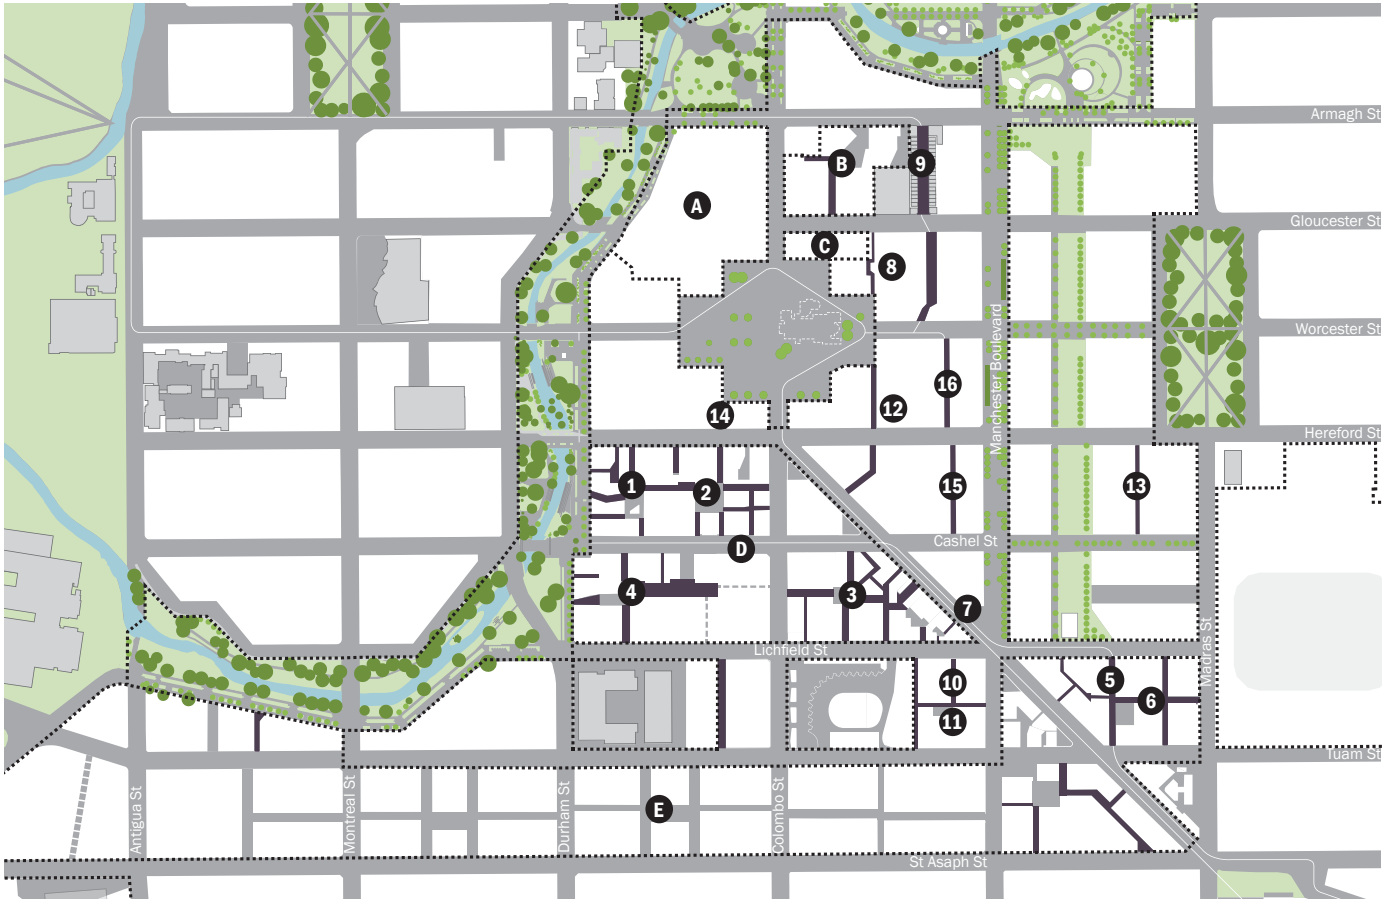 Armagh St
B
9
A
Gloucester St
C
8
Manchester Boulevard
Worcester St
16
12
14
Hereford St
1
2
15
13
D
Cashel St
4
3
7
Madras St
Lichfield St
5
10
6
11
Tuam St
Antigua St
Montreal St
Durham St
E
Colombo St
St Asaph St